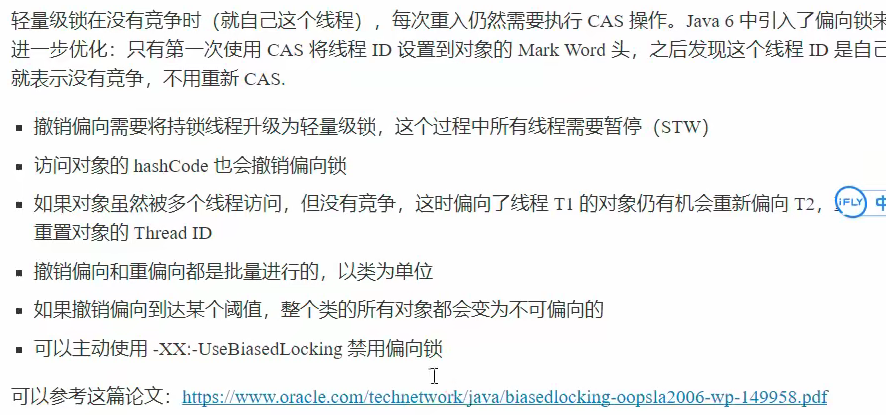 轻量级锁在没有竞争时（就自己这个线程），每次重入仍然需要执行 CAS 操作。Java 6 中引入了偏向锁来
进一步优化：只有第一次使用 CAS 将线程 ID 设置到对象的 Mark Word 头，之后发现这个线程 ID 是自己
就表示没有竞争，不用重新 CAS.
▪ 撤销偏向需要将持锁线程升级为轻量级锁，这个过程中所有线程需要暂停（STW）
▪ 访问对象的 hashCode 也会撤销偏向锁
▪ 如果对象虽然被多个线程访问，但没有竞争，这时偏向了线程 T1 的对象仍有机会重新偏向 T2，
iFLY 中
重置对象的 Thread ID
▪ 撤销偏向和重偏向都是批量进行的，以类为单位
▪ 如果撤销偏向到达某个阈值，整个类的所有对象都会变为不可偏向的
▪ 可以主动使用 -XX:-UseBiasedLocking 禁用偏向锁
可以参考这篇论文：https://www.oracle.com/technetwork/java/biasedlocking-oopsla2006-wp-149958.pdf